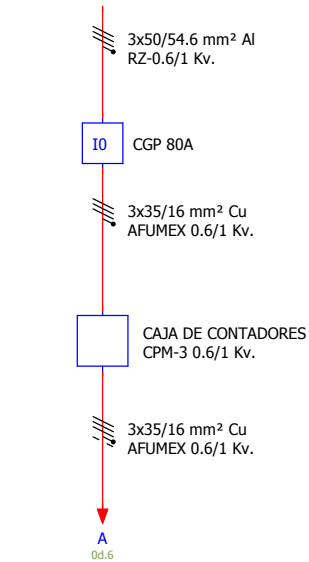 3x50/54.6 mm² Al
RZ-0.6/1 Kv.
I0
CGP 80A
3x35/16 mm² Cu
AFUMEX 0.6/1 Kv.
CAJA DE CONTADORES
CPM-3 0.6/1 Kv.
3x35/16 mm² Cu
AFUMEX 0.6/1 Kv.
A
0d.6